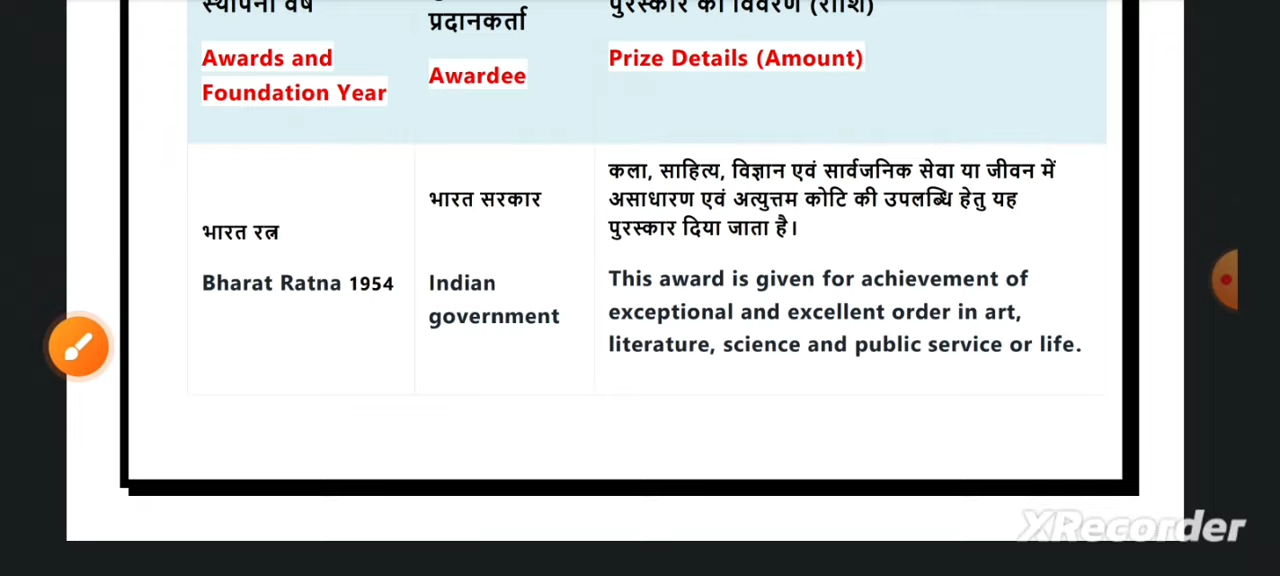 स्थापना वर्ष
प्रदानकर्ता
पुरस्कार का विवरण (राशि)
Awards and
Foundation Year
Awardee
Prize Details (Amount)
भारत रत्न
Bharat Ratna 1954
भारत सरकार
Indian
government
कला, साहित्य, विज्ञान एवं सार्वजनिक सेवा या जीवन में
असाधारण एवं अत्युत्तम कोटि की उपलब्धि हेतु यह
पुरस्कार दिया जाता है।
This award is given for achievement of
exceptional and excellent order in art,
literature, science and public service or life.
XRecorder